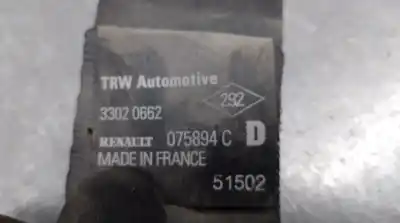 TRW Automotive
3302 0662 292
RENAULT 075894 C D
MADE IN FRANCE
51502